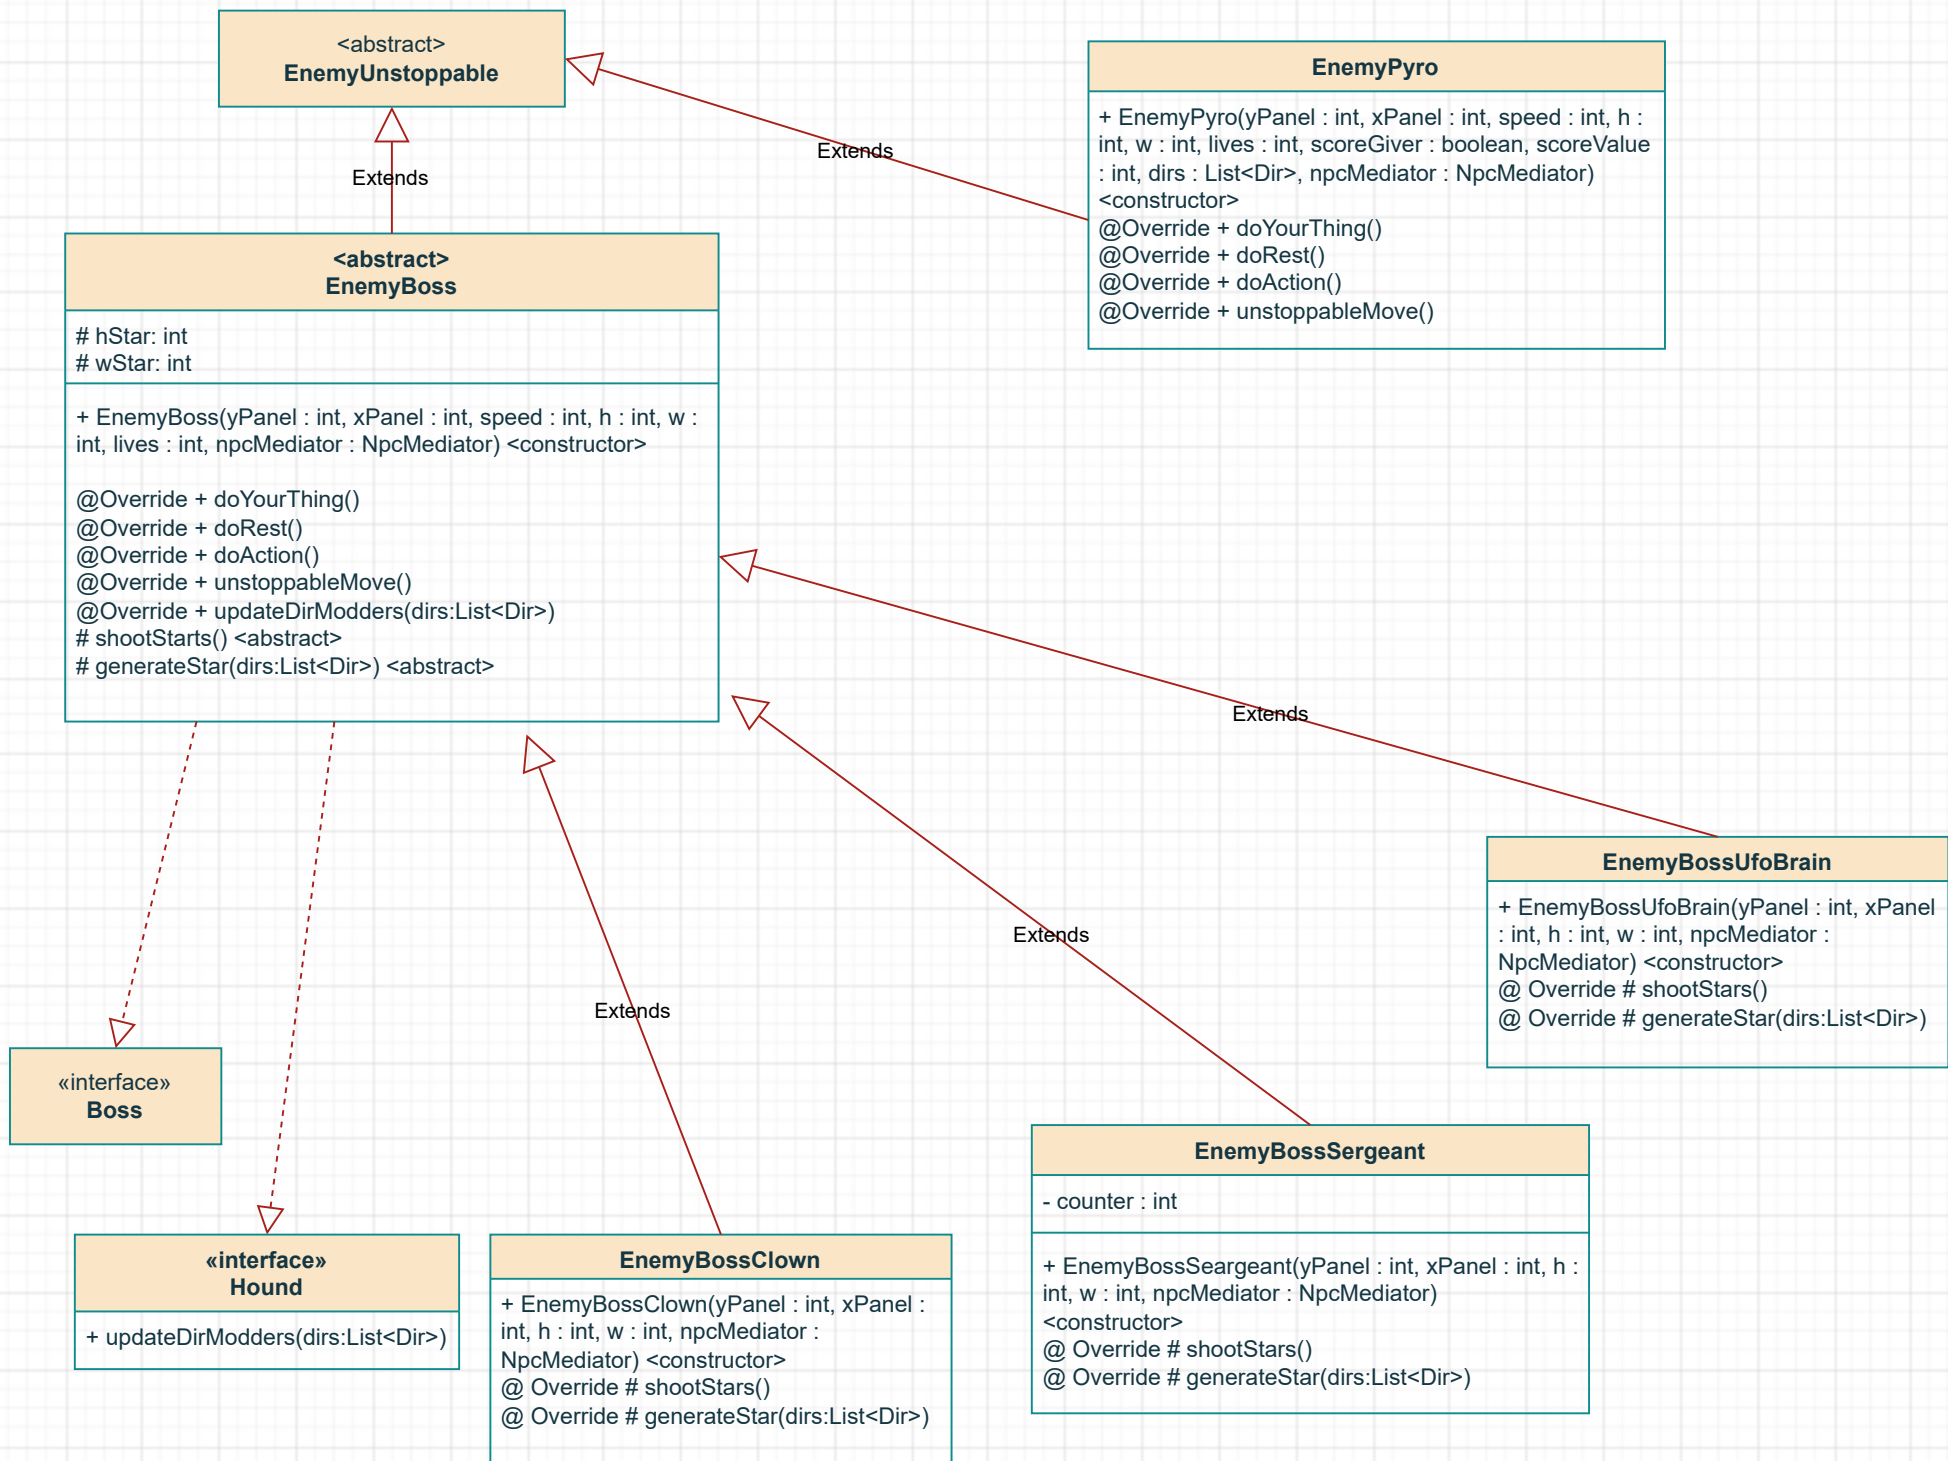 <abstract>
EnemyUnstoppable
Extends
EnemyPyro
+ EnemyPyro(yPanel : int, xPanel : int, speed : int, h :
int, w : int, lives : int, scoreGiver : boolean, scoreValue
: int, dirs : List<Dir>, npcMediator : NpcMediator)
<constructor>
@Override + doYourThing()
@Override + doRest()
@Override + doAction()
@Override + unstoppableMove()
Extends
<abstract>
EnemyBoss
# hStar: int
# wStar: int
+ EnemyBoss(yPanel : int, xPanel : int, speed : int, h : int, w :
int, lives : int, npcMediator : NpcMediator) <constructor>
@Override + doYourThing()
@Override + doRest()
@Override + doAction()
@Override + unstoppableMove()
@Override + updateDirModders(dirs:List<Dir>)
# shootStarts() <abstract>
# generateStar(dirs:List<Dir>) <abstract>
Extends
EnemyBossUfoBrain
+ EnemyBossUfoBrain(yPanel : int, xPanel
: int, h : int, w : int, npcMediator :
NpcMediator) <constructor>
@ Override # shootStars()
@ Override # generateStar(dirs:List<Dir>)
Extends
Extends
«interface»
Boss
«interface»
Hound
+ updateDirModders(dirs:List<Dir>)
EnemyBossClown
+ EnemyBossClown(yPanel : int, xPanel :
int, h : int, w : int, npcMediator :
NpcMediator) <constructor>
@ Override # shootStars()
@ Override # generateStar(dirs:List<Dir>)
EnemyBossSergeant
- counter : int
+ EnemyBossSeargeant(yPanel : int, xPanel : int, h :
int, w : int, npcMediator : NpcMediator)
<constructor>
@ Override # shootStars()
@ Override # generateStar(dirs:List<Dir>)